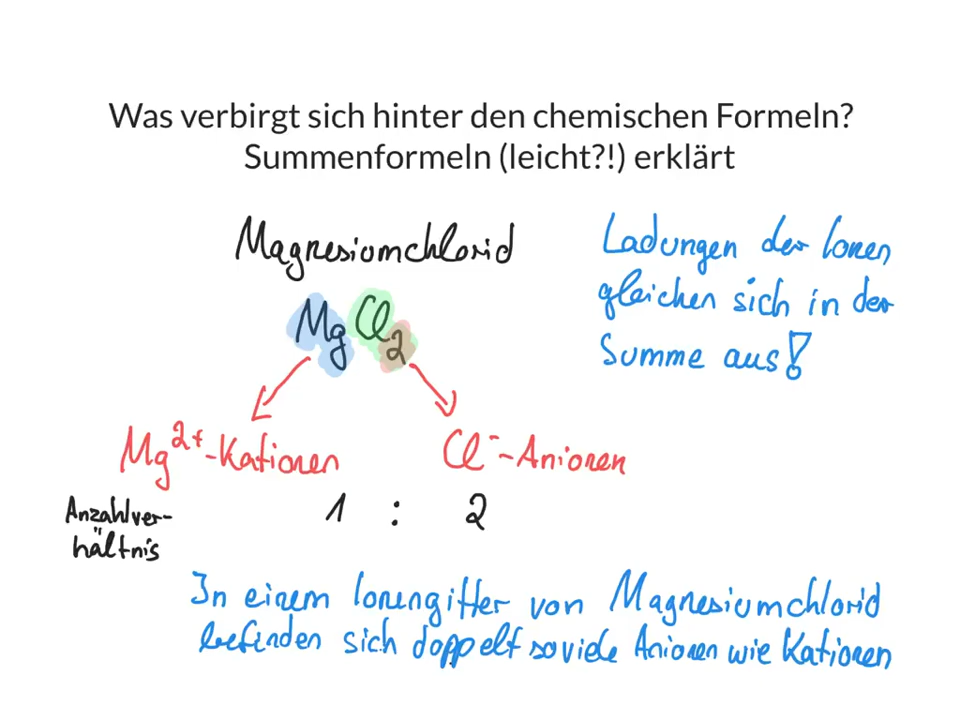 Was verbirgt sich hinter den chemischen Formeln?
Summenformeln (leicht?!) erklärt
Magnesiumchlorid
MgCl₂
Ladungen der Ionen
gleichen sich in der
Summe aus!
Mg²⁺-Kationen
Cl⁻-Anionen
Anzahlver-
hältnis
1 : 2
In einem Ionengitter von Magnesiumchlorid
befinden sich doppelt soviele Anionen wie Kationen